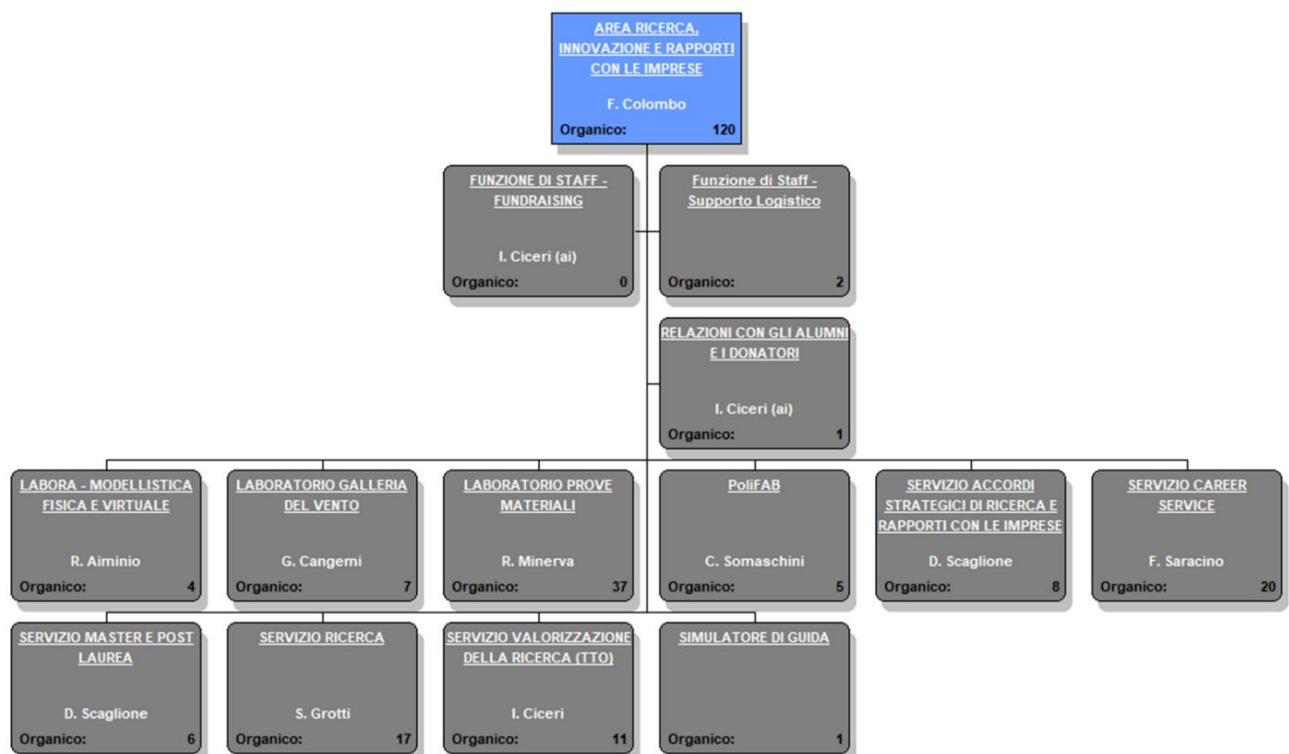 AREA RICERCA,
INNOVAZIONE E RAPPORTI
CON LE IMPRESE
F. Colombo
Organico: 120
FUNZIONE DI STAFF -
FUNDRAISING
I. Ciceri (ai)
Organico: 0
Funzione di Staff -
Supporto Logistico
Organico: 2
RELAZIONI CON GLI ALUMNI
E I DONATORI
I. Ciceri (ai)
Organico: 1
LABORA - MODELLISTICA
FISICA E VIRTUALE
R. Aiminio
Organico: 4
LABORATORIO GALLERIA
DEL VENTO
G. Cangemi
Organico: 7
LABORATORIO PROVE
MATERIALI
R. Minerva
Organico: 37
PoliFAB
C. Somaschini
Organico: 5
SERVIZIO ACCORDI
STRATEGICI DI RICERCA E
RAPPORTI CON LE IMPRESE
D. Scaglione
Organico: 8
SERVIZIO CAREER
SERVICE
F. Saracino
Organico: 20
SERVIZIO MASTER E POST
LAUREA
D. Scaglione
Organico: 6
SERVIZIO RICERCA
S. Grotti
Organico: 17
SERVIZIO VALORIZZAZIONE
DELLA RICERCA (TTO)
I. Ciceri
Organico: 11
SIMULATORE DI GUIDA
Organico: 1